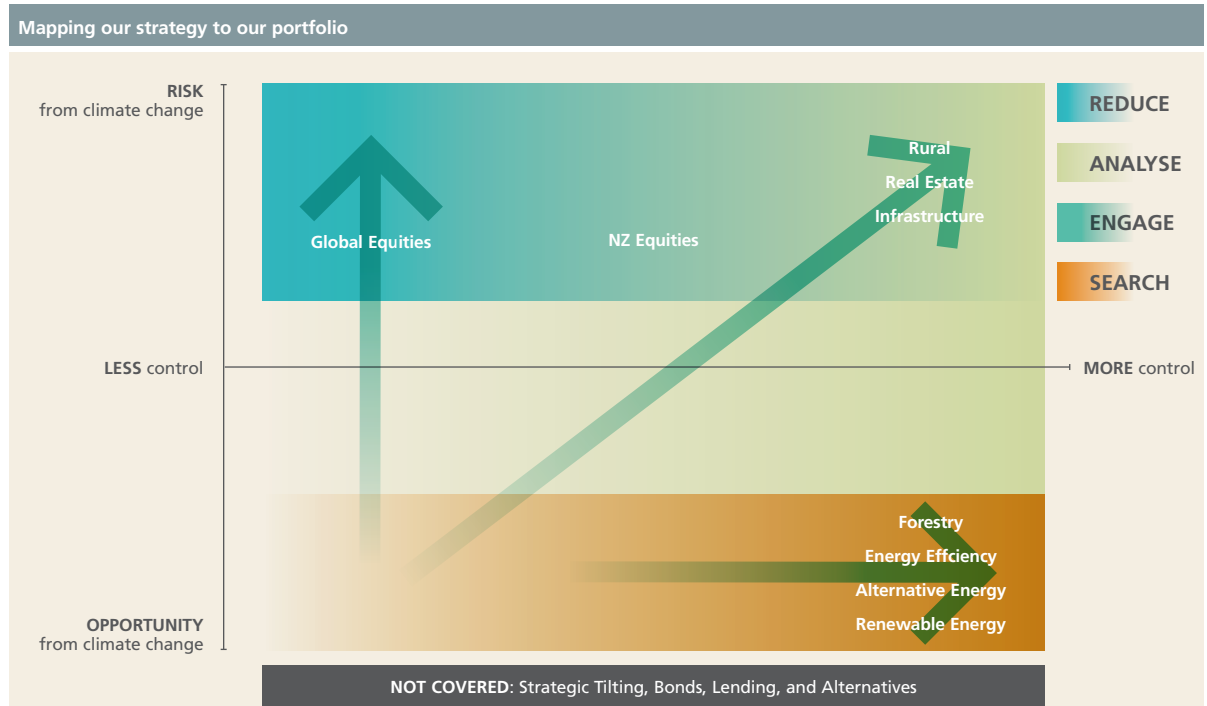 Mapping our strategy to our portfolio
RISK
from climate change
REDUCE
ANALYSE
ENGAGE
SEARCH
Rural
Real Estate
Infrastructure
Global Equities
NZ Equities
LESS control
MORE control
Forestry
Energy Effciency
Alternative Energy
Renewable Energy
OPPORTUNITY
from climate change
NOT COVERED: Strategic Tilting, Bonds, Lending, and Alternatives